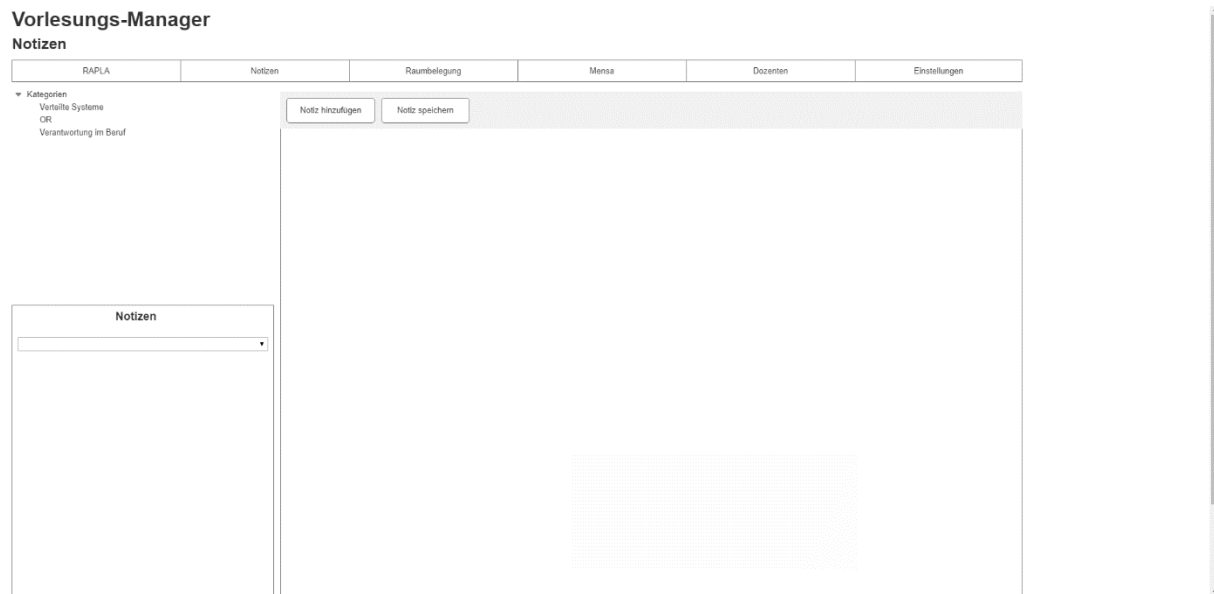 Vorlesungs-Manager
Notizen
RAPLA Notizen Raumbelegung Mensa Dozenten Einstellungen
Kategorien
Verteilte Systeme
OR
Verantwortung im Beruf
Notiz hinzufügen Notiz speichern
Notizen